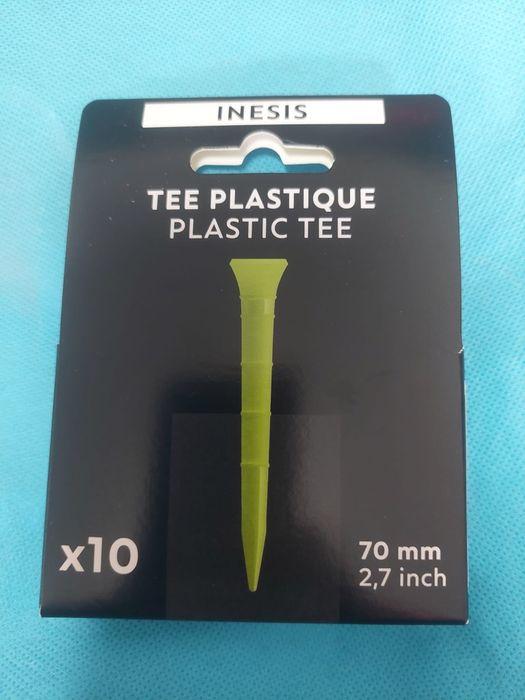 INESIS
TEE PLASTIQUE
PLASTIC TEE
x10
70 mm
2,7 inch